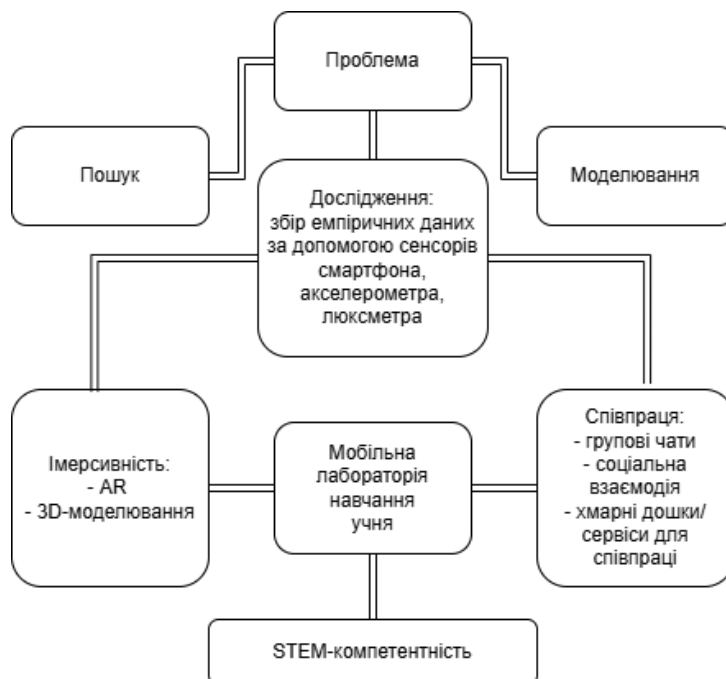 Проблема
Пошук
Моделювання
Дослідження:
збір емпіричних даних
за допомогою сенсорів
смартфона,
акселерометра,
люксметра
Імерсивність:
- AR
- 3D-моделювання
Мобільна
лабораторія
навчання
учня
Співпраця:
- групові чати
- соціальна
взаємодія
- хмарні дошки/
сервіси для
співпраці
STEM-компетентність